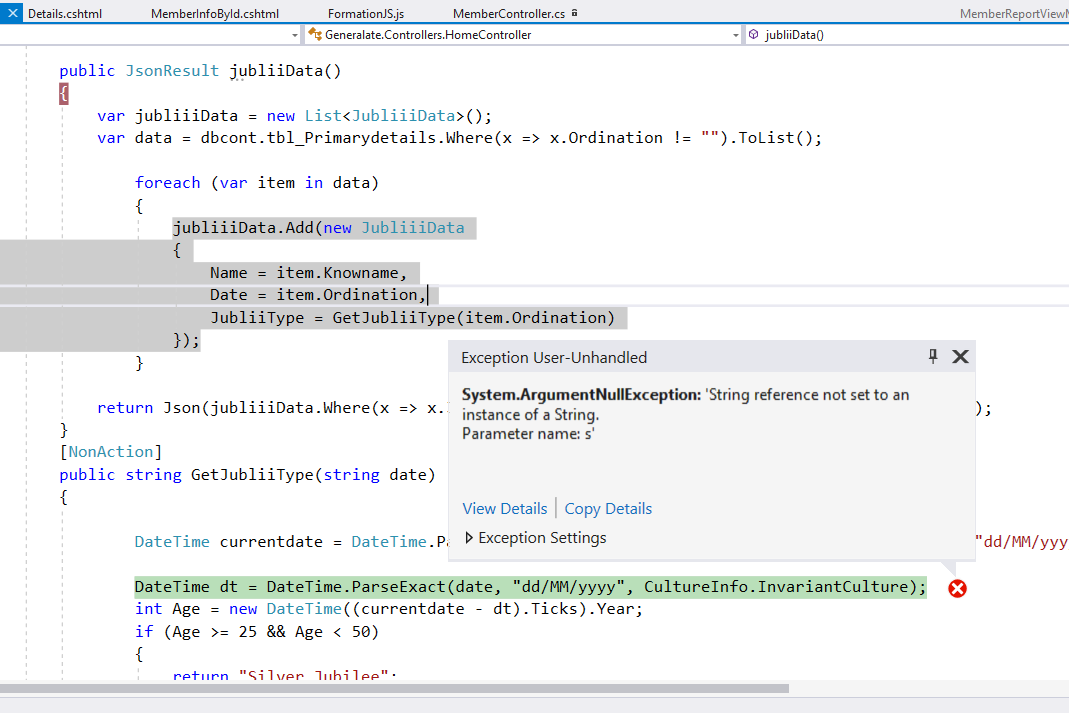 Details.cshtml MemberInfoById.cshtml FormationJS.js MemberController.cs MemberReportViewM
Generalate.Controllers.HomeController jubliiData()
public JsonResult jubliiData()
{
var jubliiiData = new List<JubliiiData>();
var data = dbcont.tbl_Primarydetails.Where(x => x.Ordination != "").ToList();
foreach (var item in data)
{
jubliiiData.Add(new JubliiiData
{
Name = item.Knowname,
Date = item.Ordination,
JubliiType = GetJubliiType(item.Ordination)
});
}
return Json(jubliiiData.Where(x => x. );
}
[NonAction]
public string GetJubliiType(string date)
{
DateTime currentdate = DateTime.Pa "dd/MM/yyy
DateTime dt = DateTime.ParseExact(date, "dd/MM/yyyy", CultureInfo.InvariantCulture);
int Age = new DateTime((currentdate - dt).Ticks).Year;
if (Age >= 25 && Age < 50)
{
return "Silver Jubilee";
Exception User-Unhandled
System.ArgumentNullException: 'String reference not set to an
instance of a String.
Parameter name: s'
View Details Copy Details
Exception Settings